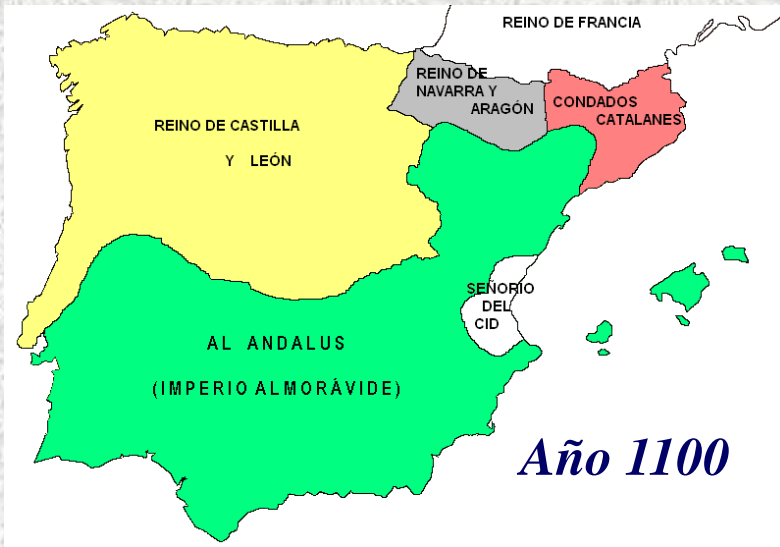 REINO DE FRANCIA
REINO DE
NAVARRA Y
ARAGÓN
CONDADOS
CATALANES
REINO DE CASTILLA
Y LEÓN
SEÑORIO
DEL
CID
AL ANDALUS
(IMPERIO ALMORÁVIDE)
Año 1100